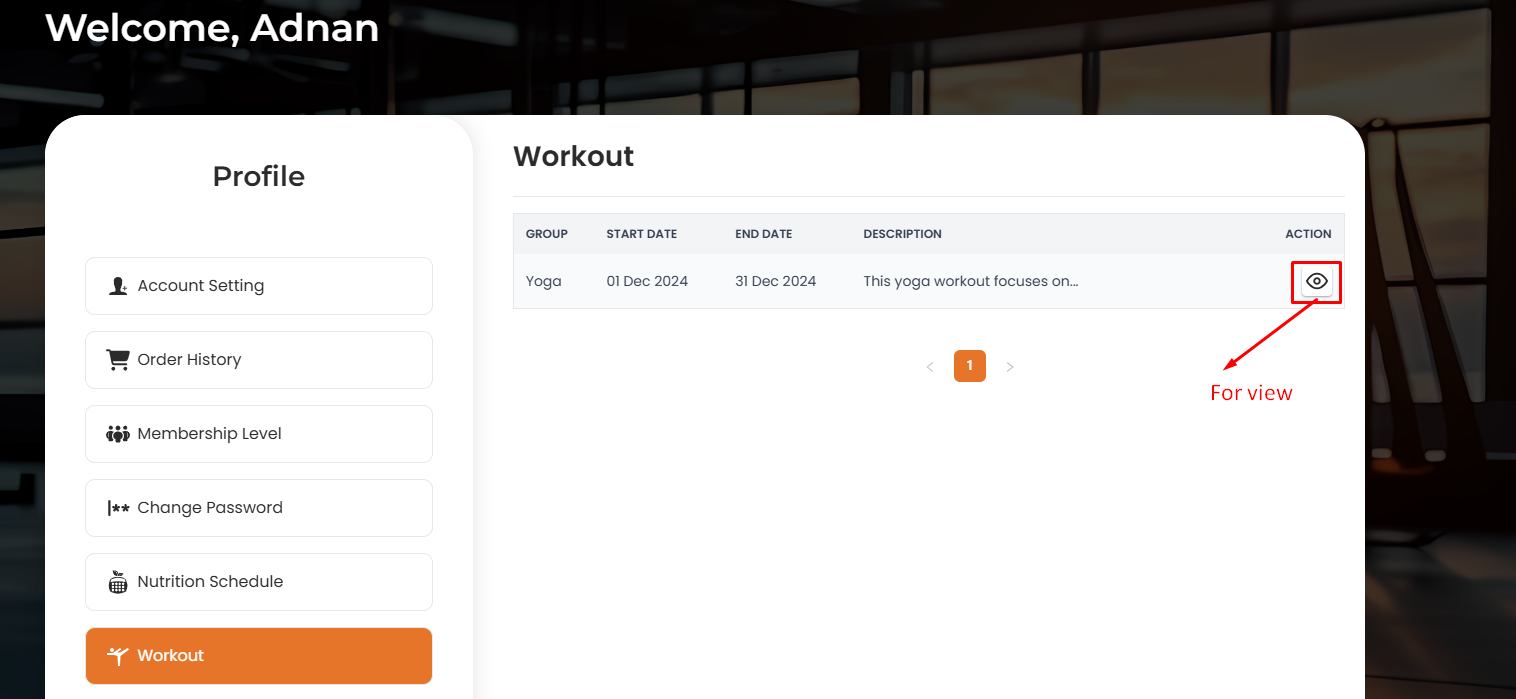 Welcome, Adnan
Profile
Account Setting
Order History
Membership Level
|** Change Password
Nutrition Schedule
Workout
Workout
GROUP START DATE END DATE DESCRIPTION ACTION
Yoga 01 Dec 2024 31 Dec 2024 This yoga workout focuses on...
< 1 >
For view